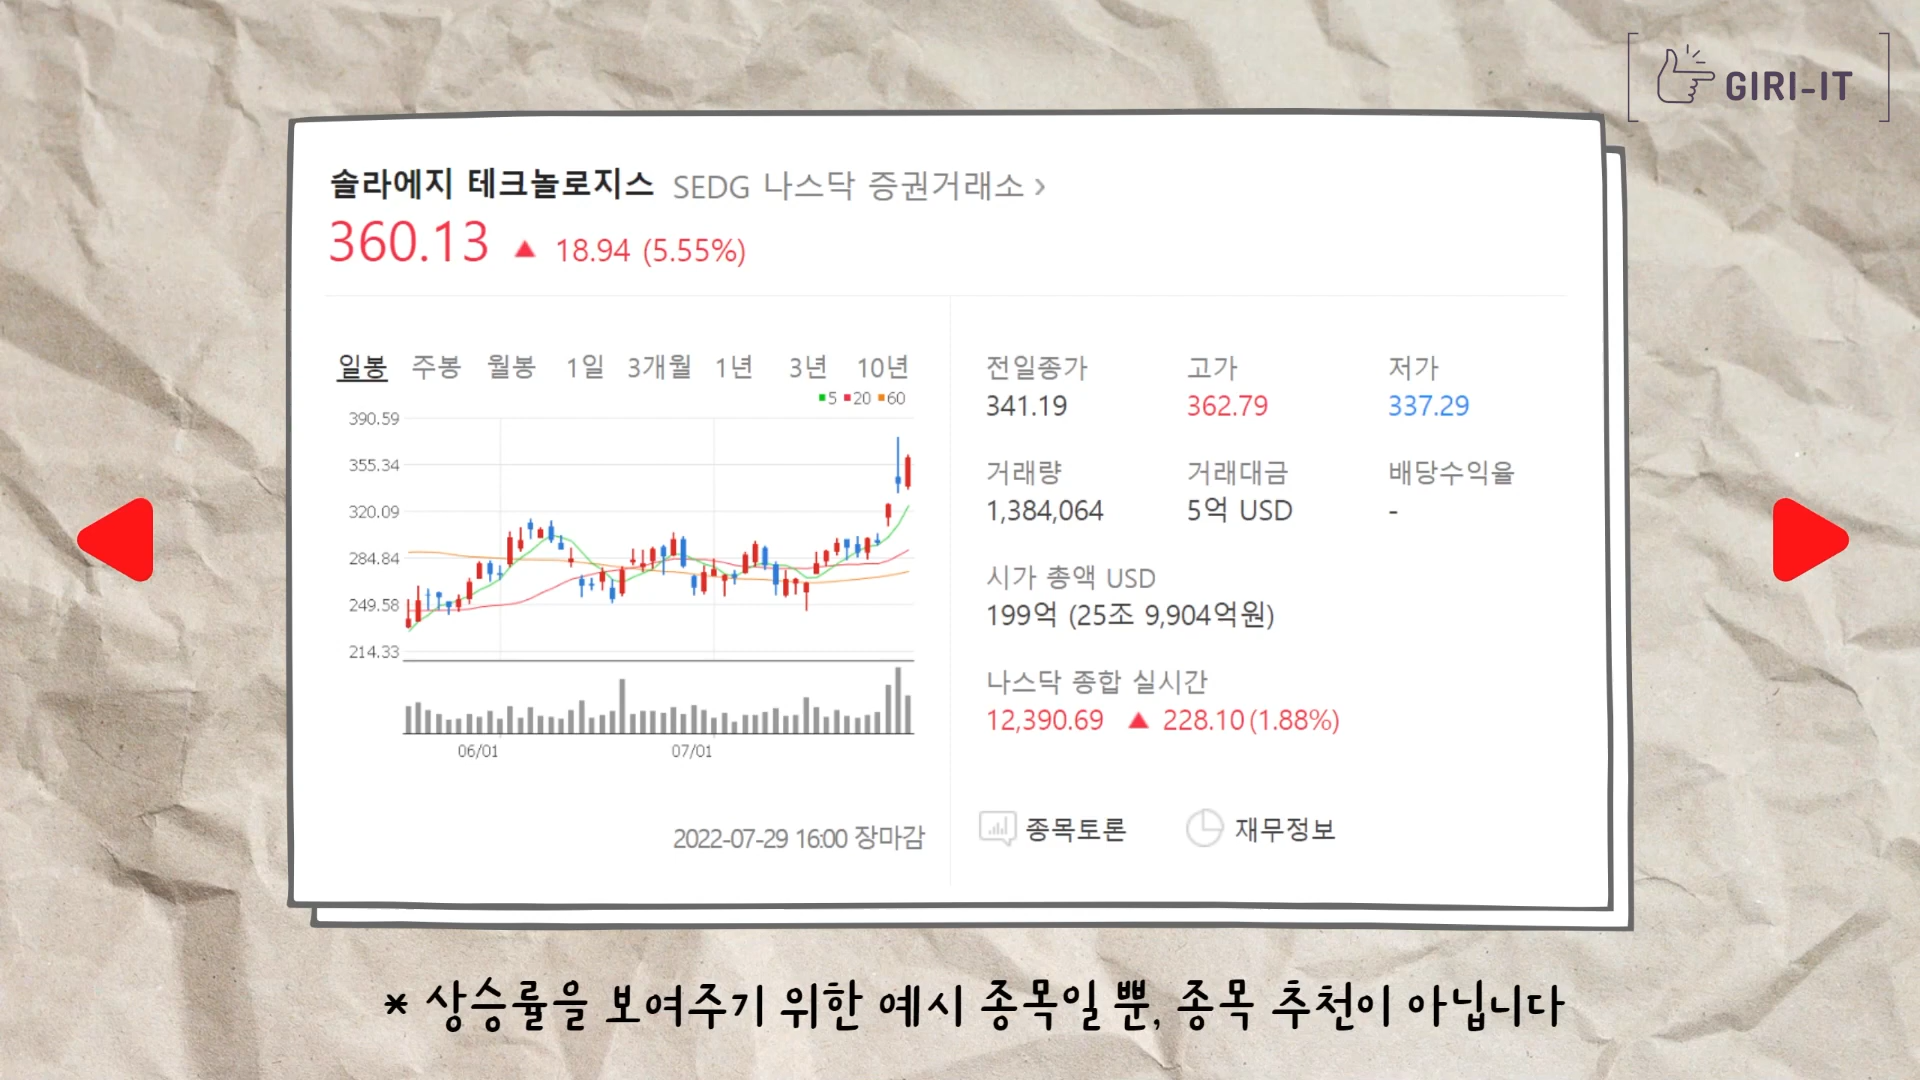 GIRI-IT
솔라에지 테크놀로지스 SEDG 나스닥 증권거래소 >
360.13 ▲ 18.94 (5.55%)
일봉 주봉 월봉 1일 3개월 1년 3년 10년
5 20 60
390.59
355.34
320.09
284.84
249.58
214.33
06/01 07/01
2022-07-29 16:00 장마감
전일종가 고가 저가
341.19 362.79 337.29
거래량 거래대금 배당수익율
1,384,064 5억 USD -
시가 총액 USD
199억 (25조 9,904억원)
나스닥 종합 실시간
12,390.69 ▲ 228.10 (1.88%)
종목토론 재무정보
* 상승률을 보여주기 위한 예시 종목일 뿐, 종목 추천이 아닙니다